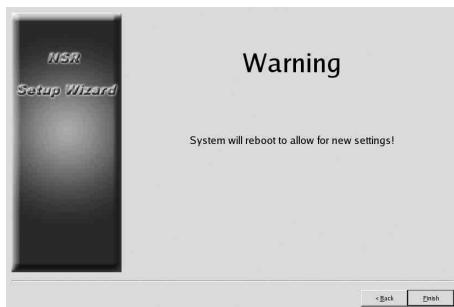 NSR
Setup Wizard
Warning
System will reboot to allow for new settings!
< Back
Finish